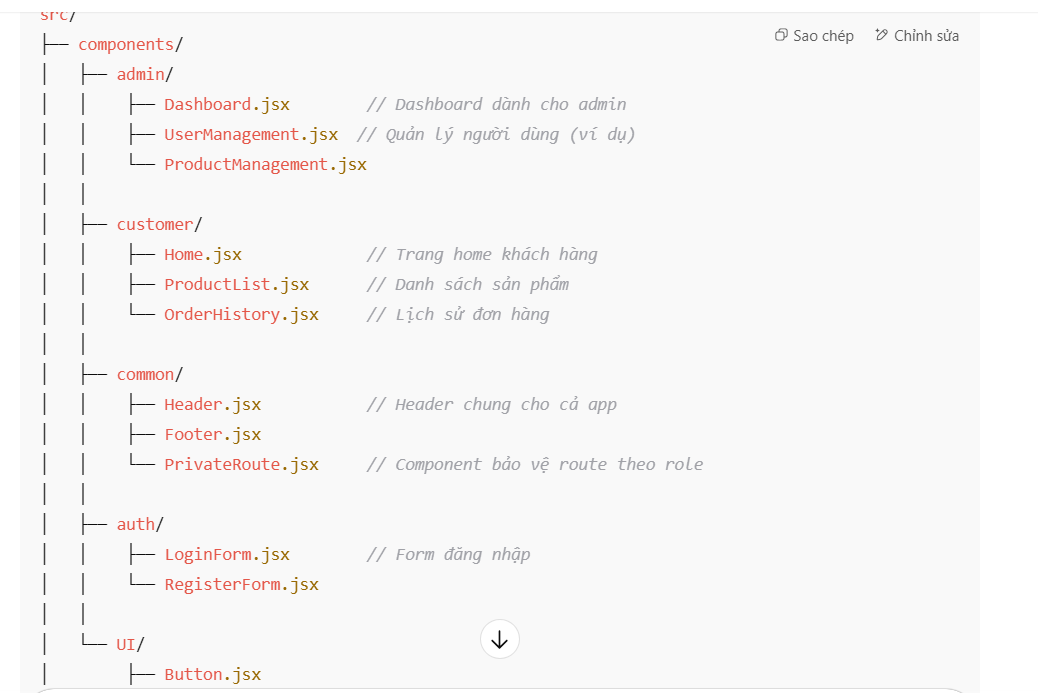 src/
Sao chép Chỉnh sửa
├── components/
│   ├── admin/
│   │   ├── Dashboard.jsx        // Dashboard dành cho admin
│   │   ├── UserManagement.jsx  // Quản lý người dùng (ví dụ)
│   │   └── ProductManagement.jsx
│   │
│   ├── customer/
│   │   ├── Home.jsx             // Trang home khách hàng
│   │   ├── ProductList.jsx      // Danh sách sản phẩm
│   │   └── OrderHistory.jsx     // Lịch sử đơn hàng
│   │
│   ├── common/
│   │   ├── Header.jsx           // Header chung cho cả app
│   │   ├── Footer.jsx
│   │   └── PrivateRoute.jsx     // Component bảo vệ route theo role
│   │
│   ├── auth/
│   │   ├── LoginForm.jsx        // Form đăng nhập
│   │   └── RegisterForm.jsx
│   │
│   └── UI/
│       ├── Button.jsx